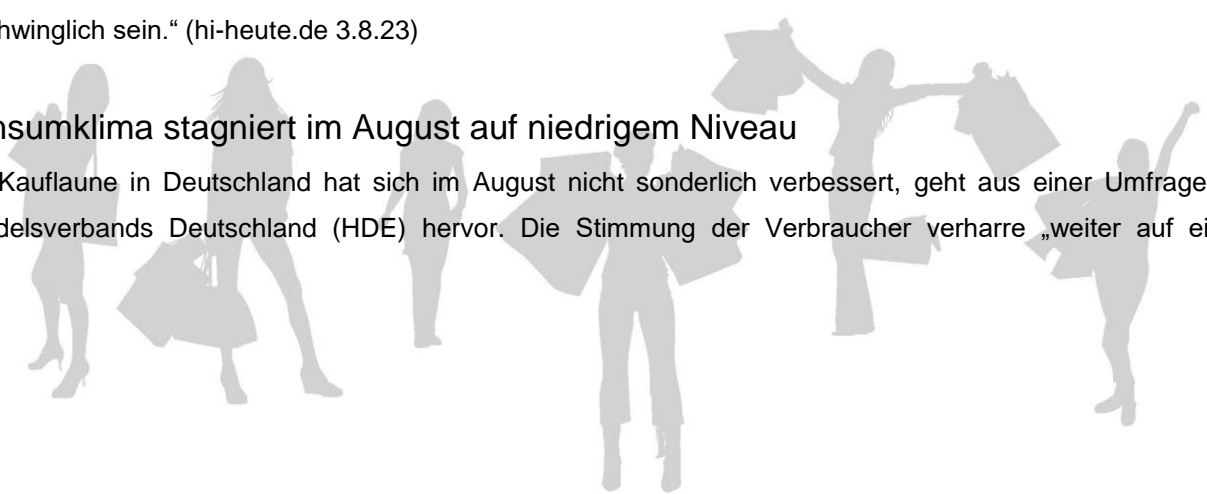 hwinglich sein.“ (hi-heute.de 3.8.23)
nsumklima stagniert im August auf niedrigem Niveau
Kauflaune in Deutschland hat sich im August nicht sonderlich verbessert, geht aus einer Umfrage
delsverbands Deutschland (HDE) hervor. Die Stimmung der Verbraucher verharre „weiter auf ei